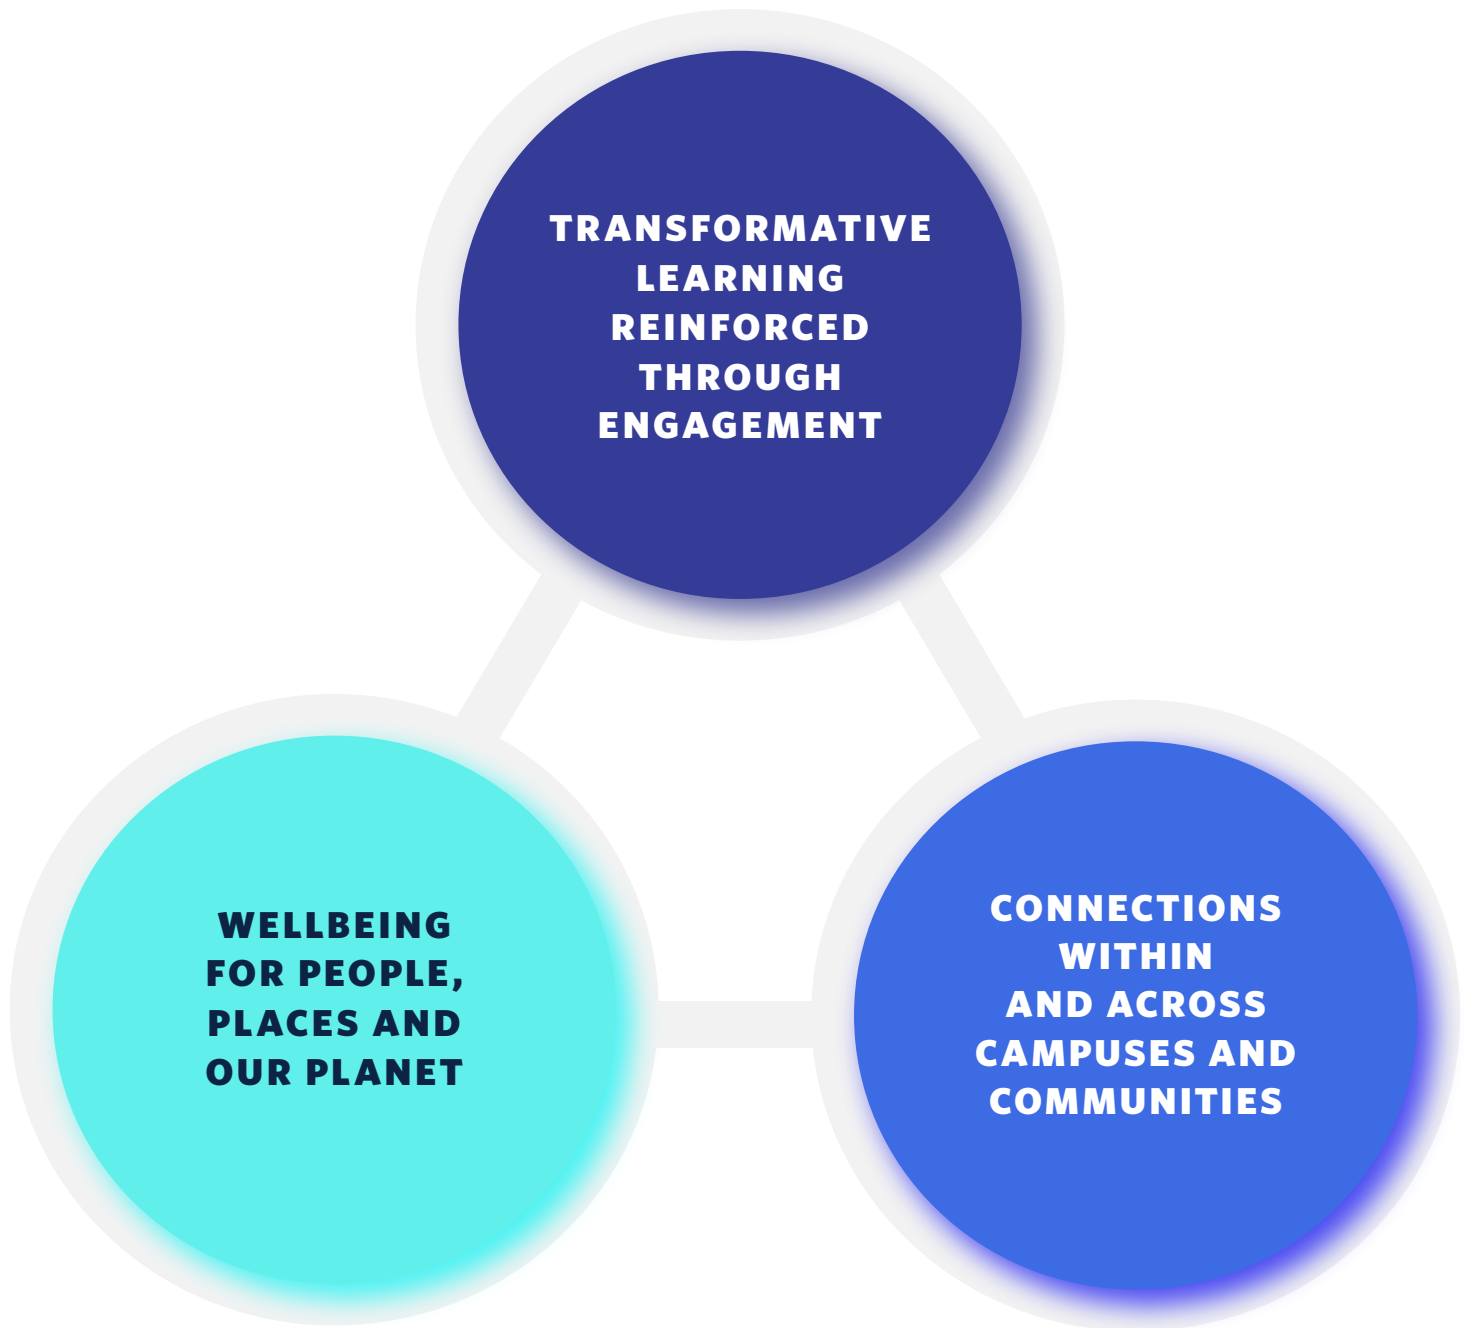 TRANSFORMATIVE
LEARNING
REINFORCED
THROUGH
ENGAGEMENT
WELLBEING
FOR PEOPLE,
PLACES AND
OUR PLANET
CONNECTIONS
WITHIN
AND ACROSS
CAMPUSES AND
COMMUNITIES